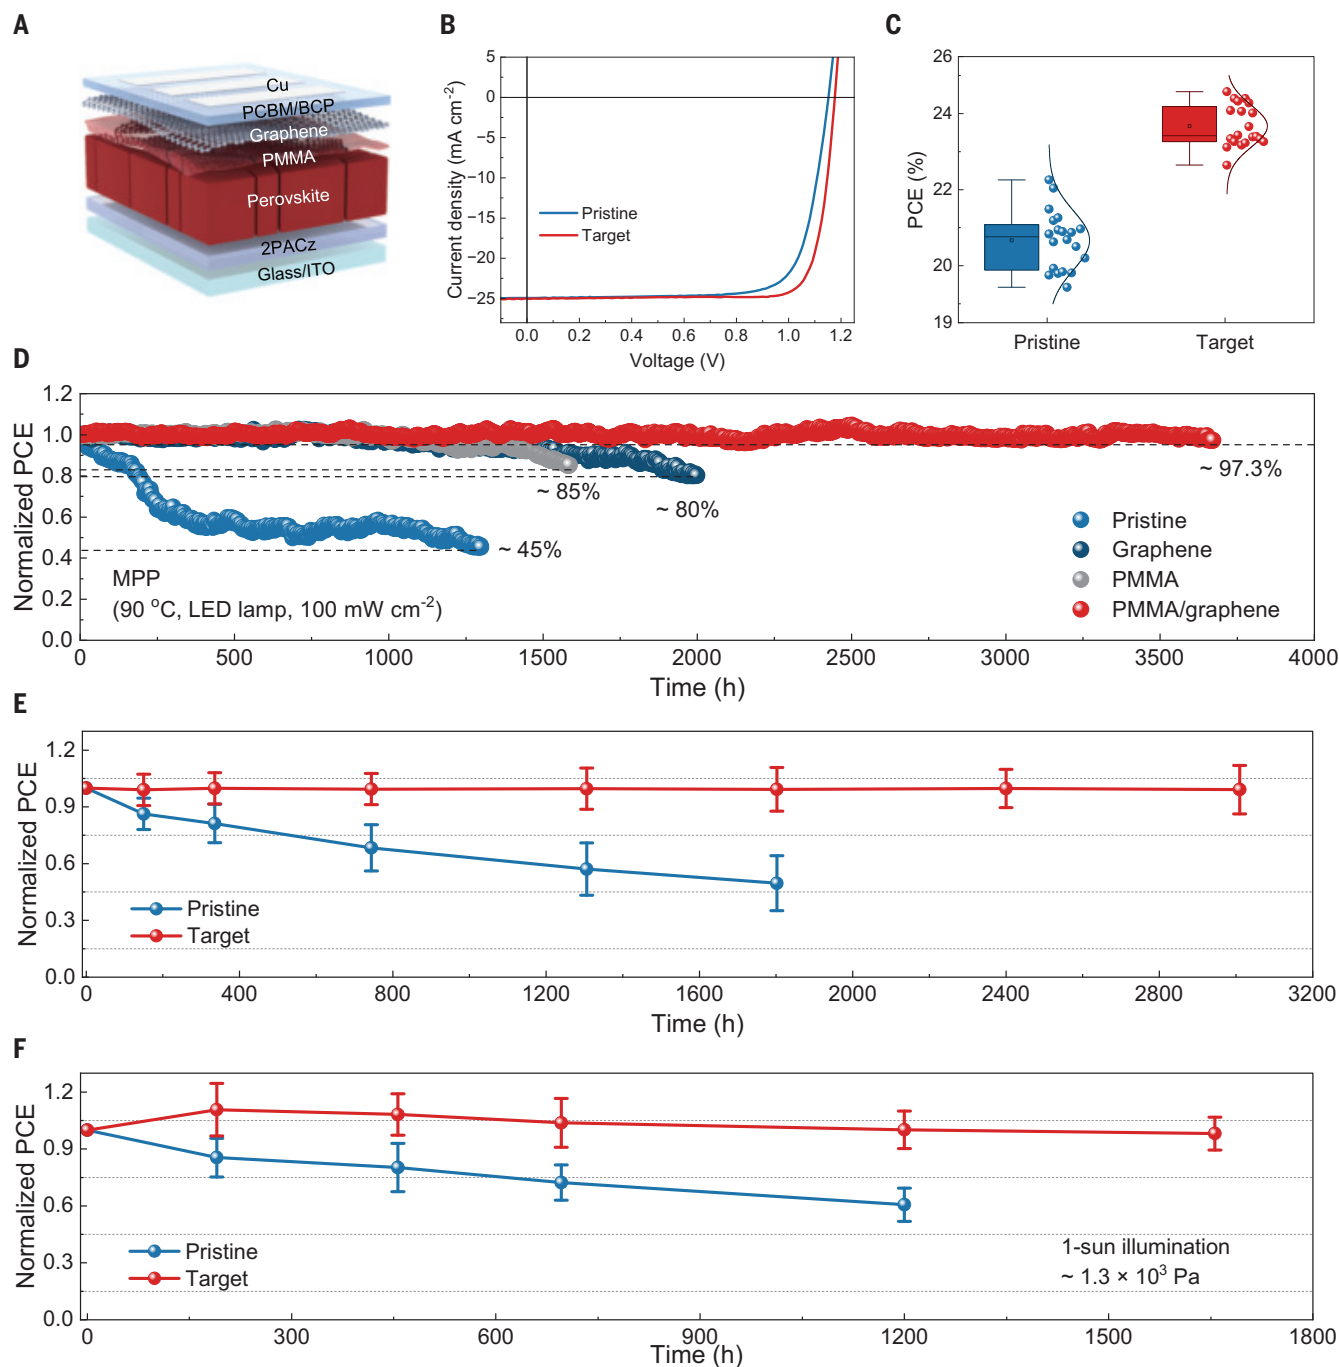 A
Cu
PCBM/BCP
Graphene
PMMA
Perovskite
2PACz
Glass/ITO
B
Current density (mA cm⁻²)
5
0
−5
−10
−15
−20
−25
Pristine
Target
0.0 0.2 0.4 0.6 0.8 1.0 1.2
Voltage (V)
C
PCE (%)
26
24
22
20
19
Pristine Target
D
Normalized PCE
1.2
1.0
0.8
0.6
0.4
0.2
0.0
~ 97.3%
~ 85%
~ 80%
~ 45%
Pristine
Graphene
PMMA
PMMA/graphene
MPP
(90 °C, LED lamp, 100 mW cm⁻²)
0 500 1000 1500 2000 2500 3000 3500 4000
Time (h)
E
Normalized PCE
1.2
0.9
0.6
0.3
0.0
Pristine
Target
0 400 800 1200 1600 2000 2400 2800 3200
Time (h)
F
Normalized PCE
1.2
0.9
0.6
0.3
0.0
Pristine
Target
1-sun illumination
~ 1.3 × 10³ Pa
0 300 600 900 1200 1500 1800
Time (h)